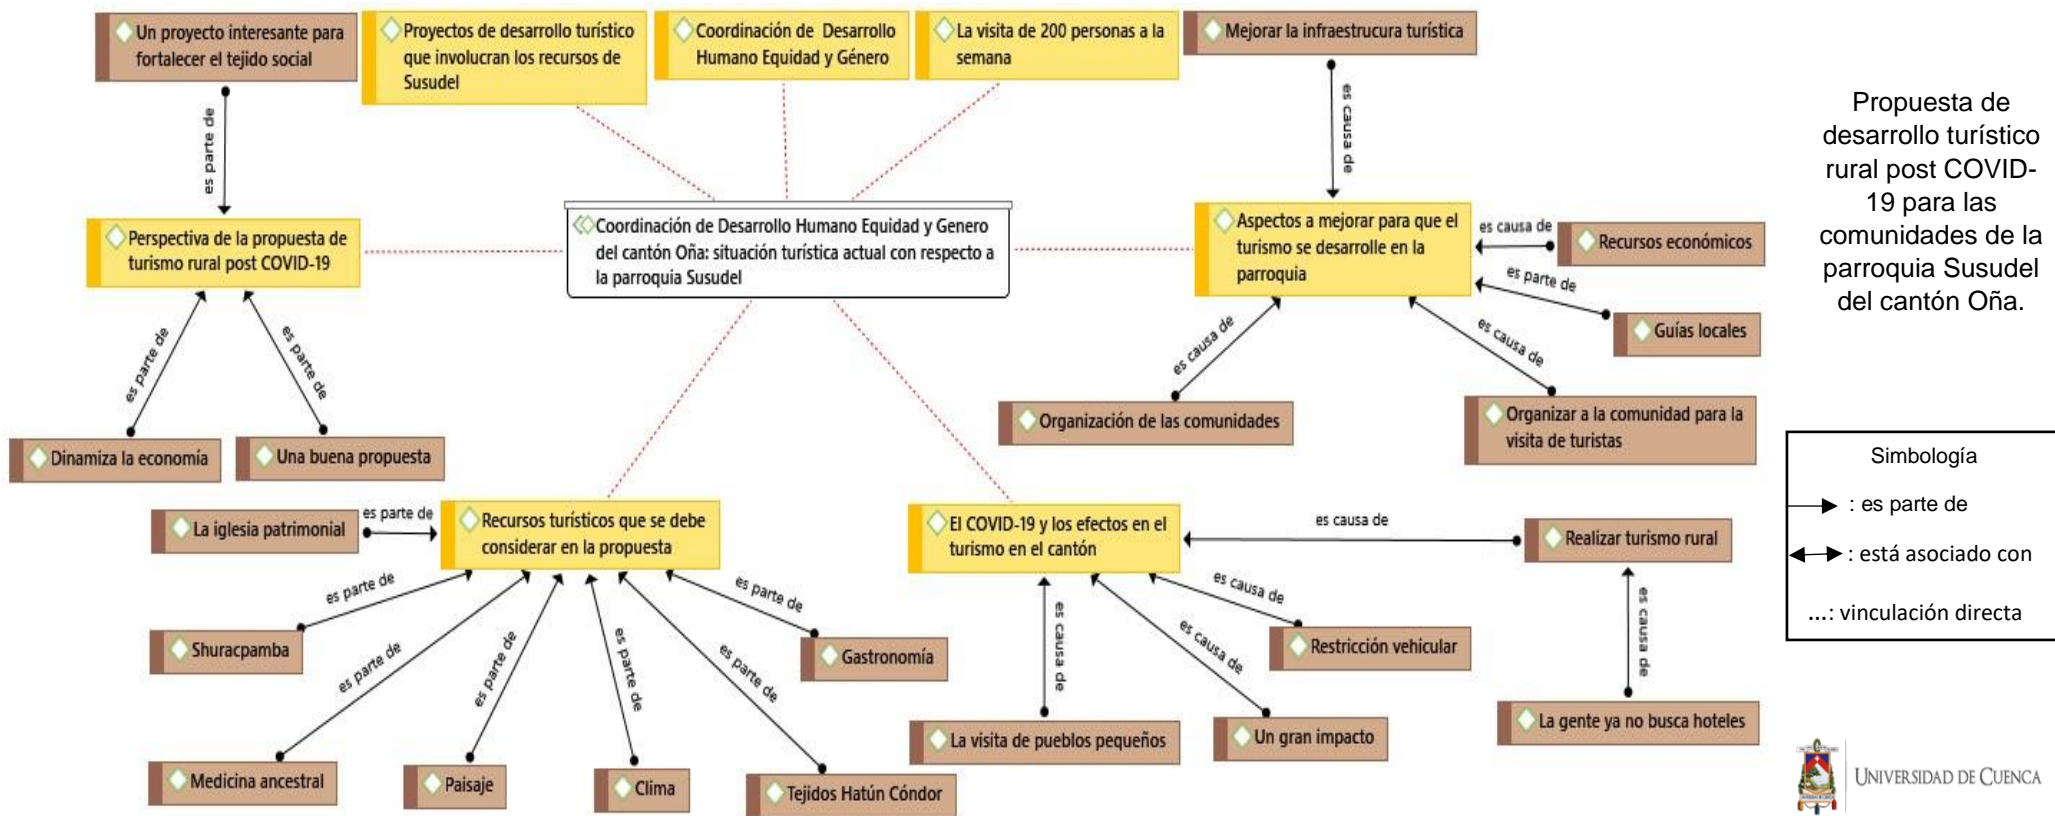 Un proyecto interesante para
fortalecer el tejido social
Proyectos de desarrollo turístico
que involucran los recursos de
Susudel
Coordinación de Desarrollo
Humano Equidad y Género
La visita de 200 personas a la
semana
Mejorar la infraestrucura turística
es parte de
es causa de
Propuesta de
desarrollo turístico
rural post COVID-
19 para las
comunidades de la
parroquia Susudel
del cantón Oña.
Perspectiva de la propuesta de
turismo rural post COVID-19
Coordinación de Desarrollo Humano Equidad y Genero
del cantón Oña: situación turística actual con respecto a
la parroquia Susudel
Aspectos a mejorar para que el
turismo se desarrolle en la
parroquia
es causa de
Recursos económicos
es parte de
Guías locales
es parte de
es parte de
es causa de
es causa de
Dinamiza la economía
Una buena propuesta
Organización de las comunidades
Organizar a la comunidad para la
visita de turistas
Simbología
: es parte de
: está asociado con
...: vinculación directa
La iglesia patrimonial
es parte de
Recursos turísticos que se debe
considerar en la propuesta
El COVID-19 y los efectos en el
turismo en el cantón
es causa de
Realizar turismo rural
es parte de
es parte de
es parte de
es parte de
es parte de
es parte de
Shuracpamba
Gastronomía
Medicina ancestral
Paisaje
Clima
Tejidos Hatún Cóndor
es causa de
es causa de
es causa de
es causa de
Restricción vehicular
La visita de pueblos pequeños
Un gran impacto
La gente ya no busca hoteles
UNIVERSIDAD DE CUENCA